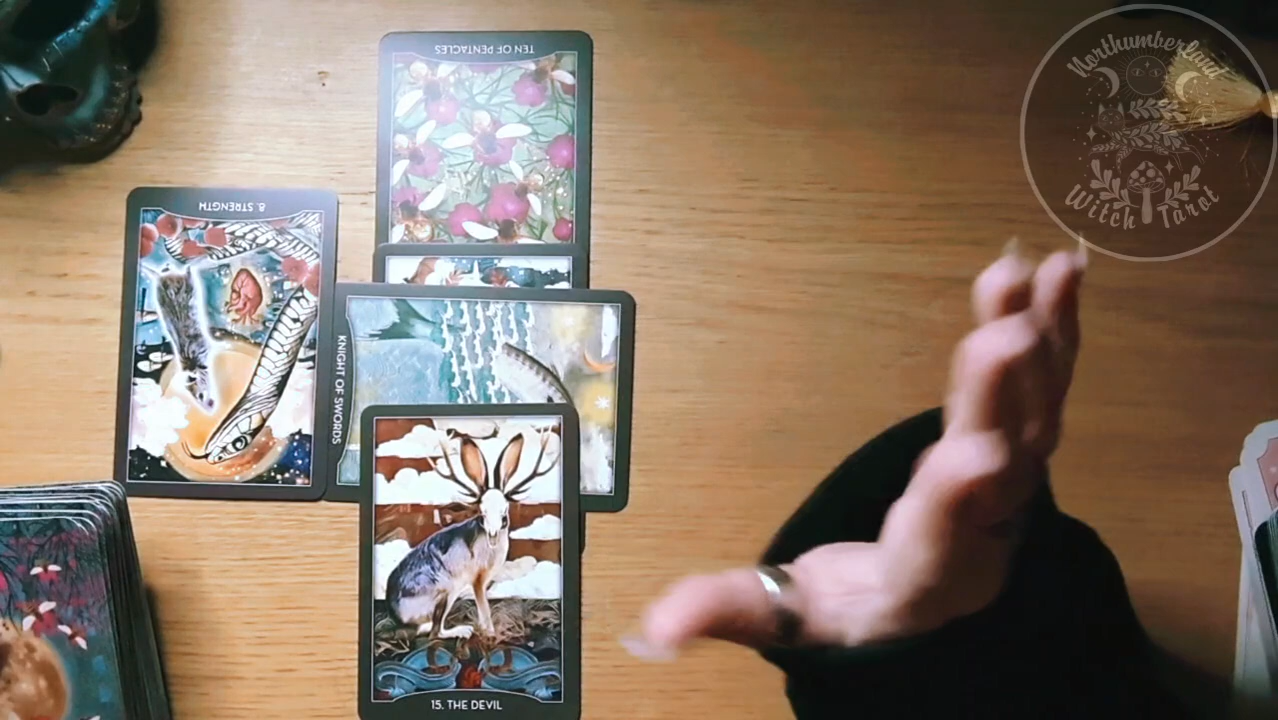 TEN OF PENTACLES
Northumberland
Witch Tarot
8. STRENGTH
KNIGHT OF SWORDS
15. THE DEVIL